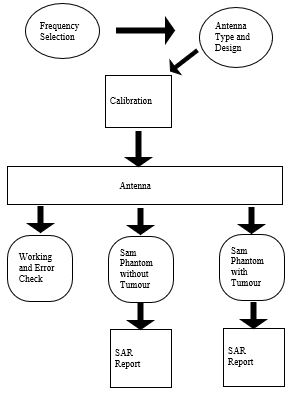 Frequency
Selection
Antenna
Type and
Design
Calibration
Antenna
Working
and Error
Check
Sam
Phantom
without
Tumour
Sam
Phantom
with
Tumour
SAR
Report
SAR
Report